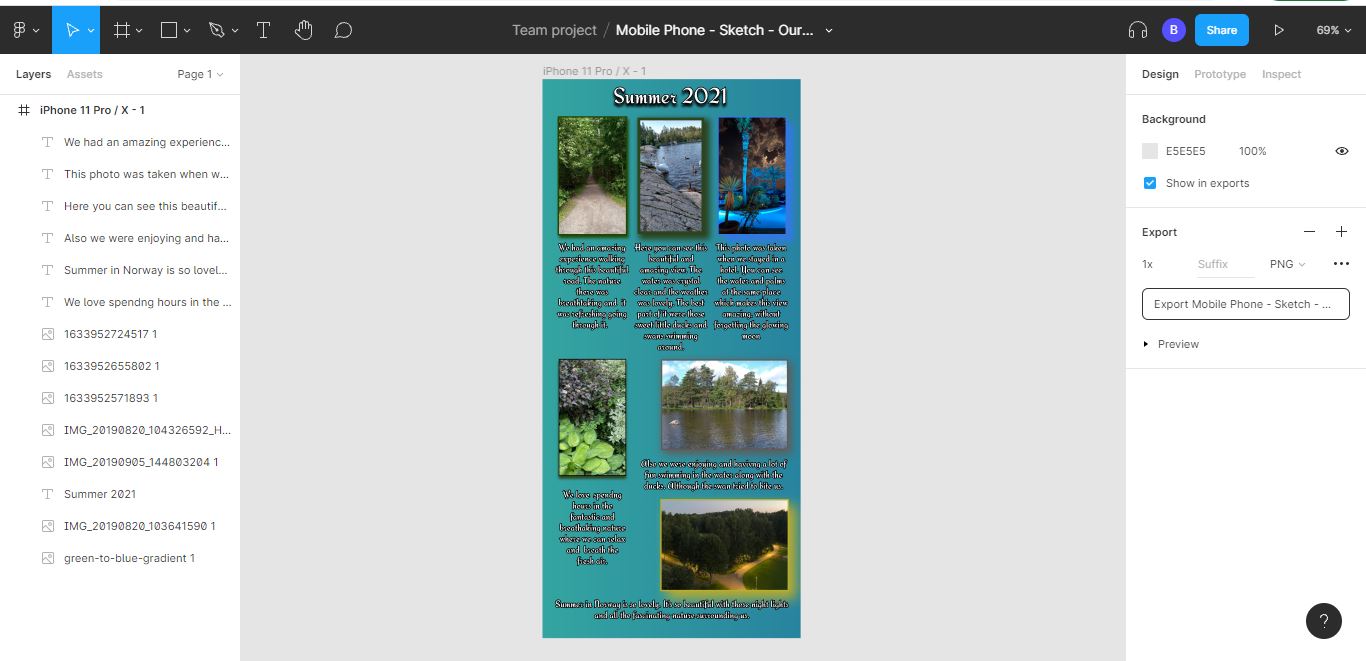 Team project / Mobile Phone - Sketch - Our...
B
Share
69%
Layers
Assets
Page 1
iPhone 11 Pro / X - 1
We had an amazing experienc...
This photo was taken when w...
Here you can see this beautif...
Also we were enjoying and ha...
Summer in Norway is so lovel...
We love spendng hours in the ...
1633952724517 1
1633952655802 1
1633952571893 1
IMG_20190820_104326592_H...
IMG_20190905_144803204 1
Summer 2021
IMG_20190820_103641590 1
green-to-blue-gradient 1
iPhone 11 Pro / X - 1
Summer 2021
We had an amazing
experience walking
through this beautiful
road. The nature
there was
breathtaking and it
was refreshing going
through it.
Here you can see this
beautiful and
amazing view. The
water was crystal
clear and the weather
was lovely. The best
part of it were those
sweet little ducks and
swans swimming
around.
This photo was taken
when we stayed in a
hotel. You can see
the water and palms
at the same place
which makes this view
amazing, without
forgetting the glowing
moon.
Also we were enjoying and havivng a lot of
fun swimming in the water along with the
ducks. Although the swan tried to bite us.
We love spendng
hours in the
fantastic and
breathaking nature
where we can relax
and breath the
fresh air.
Summer in Norway is so lovely. It's so beautiful with these night lights
and all the fascinating nature surrounding us.
Design
Prototype
Inspect
Background
E5E5E5
100%
Show in exports
Export
1x
Suffix
PNG
Export Mobile Phone - Sketch - ...
Preview
?